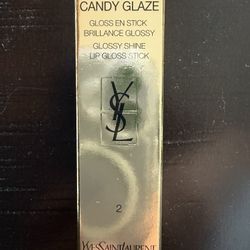 CANDY GLAZE
GLOSS EN STICK
BRILLANCE GLOSSY
GLOSSY SHINE
LIP GLOSS STICK
YSL
2
YVESSAINTLAURENT